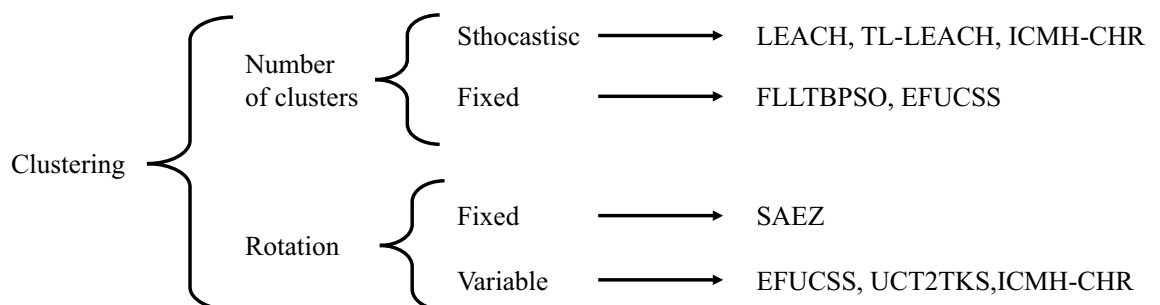 Sthocastisc LEACH, TL-LEACH, ICMH-CHR
Number
of clusters
Fixed FLLTBPSO, EFUCSS
Clustering
Fixed SAEZ
Rotation
Variable EFUCSS, UCT2TKS,ICMH-CHR